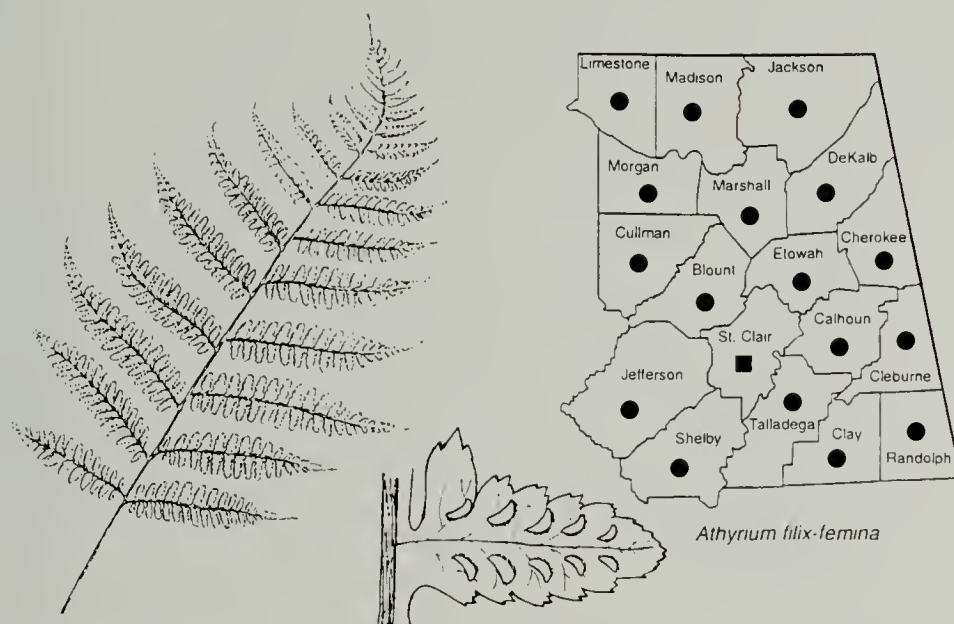 Limestone
Madison
Jackson
Morgan
Marshall
DeKalb
Cullman
Blount
Etowah
Cherokee
St. Clair
Calhoun
Jefferson
Cleburne
Talladega
Shelby
Clay
Randolph
Athyrium filix-femina